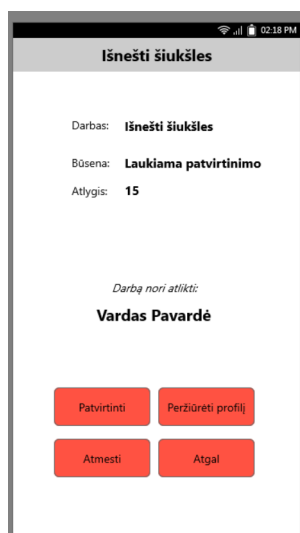 02:18 PM
Išnešti šiukšles
Darbas: Išnešti šiukšles
Būsena: Laukiama patvirtinimo
Atlygis: 15
Darbą nori atlikti:
Vardas Pavardė
Patvirtinti Peržiūrėti profilį
Atmesti Atgal